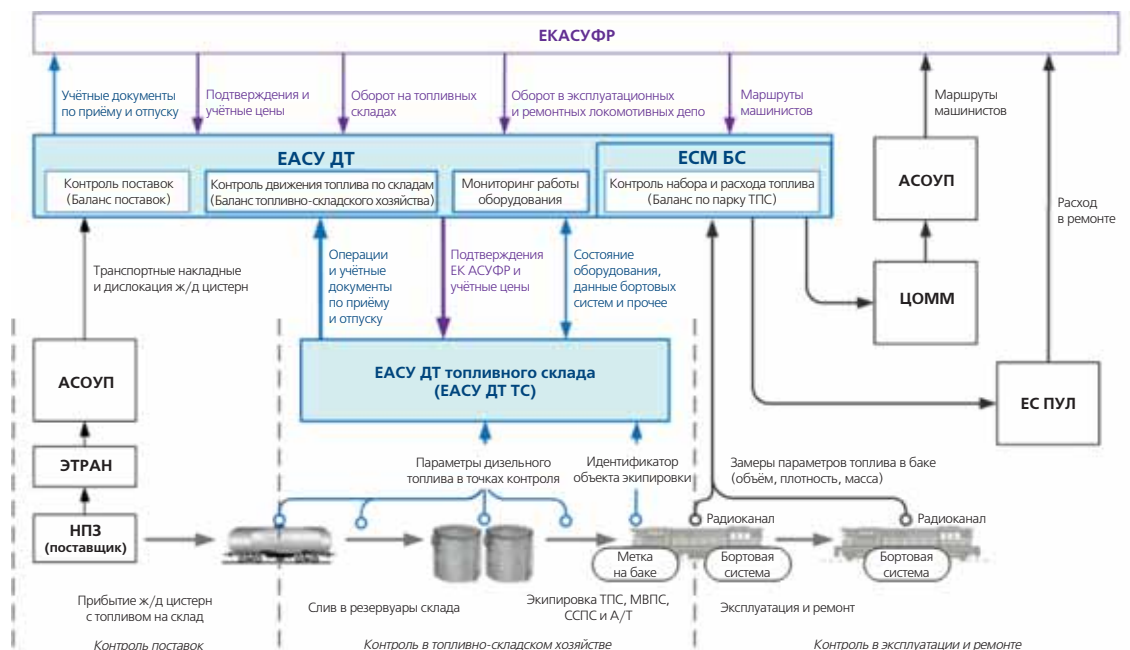 ЕКАСУФР
Учётные документы
по приёму и отпуску
Подтверждения и
учётные цены
Оборот на топливных
складах
Оборот в эксплуатационных
и ремонтных локомотивных депо
Маршруты
машинистов
Маршруты
машинистов
ЕАСУ ДТ
ЕСМ БС
Контроль поставок
(Баланс поставок)
Контроль движения топлива по складам
(Баланс топливно-складского хозяйства)
Мониторинг работы
оборудования
Контроль набора и расхода топлива
(Баланс по парку ТПС)
АСОУП
Расход
в ремонте
Транспортные накладные
и дислокация ж/д цистерн
Операции
и учётные
документы
по приёму
и отпуску
Подтверждения
ЕК АСУФР и
учётные цены
Состояние
оборудования,
данные бортовых
систем и прочее
ЦОММ
АСОУП
ЕАСУ ДТ топливного склада
(ЕАСУ ДТ ТС)
ЕС ПУЛ
ЭТРАН
Параметры дизельного
топлива в точках контроля
Идентификатор
объекта экипировки
Замеры параметров топлива в баке
(объём, плотность, масса)
НПЗ
(поставщик)
Радиоканал
Радиоканал
Метка
на баке
Бортовая
система
Бортовая
система
Прибытие ж/д цистерн
с топливом на склад
Слив в резервуары склада
Экипировка ТПС, МВПС,
ССПС и А/Т
Эксплуатация и ремонт
Контроль поставок
Контроль в топливно-складском хозяйстве
Контроль в эксплуатации и ремонте